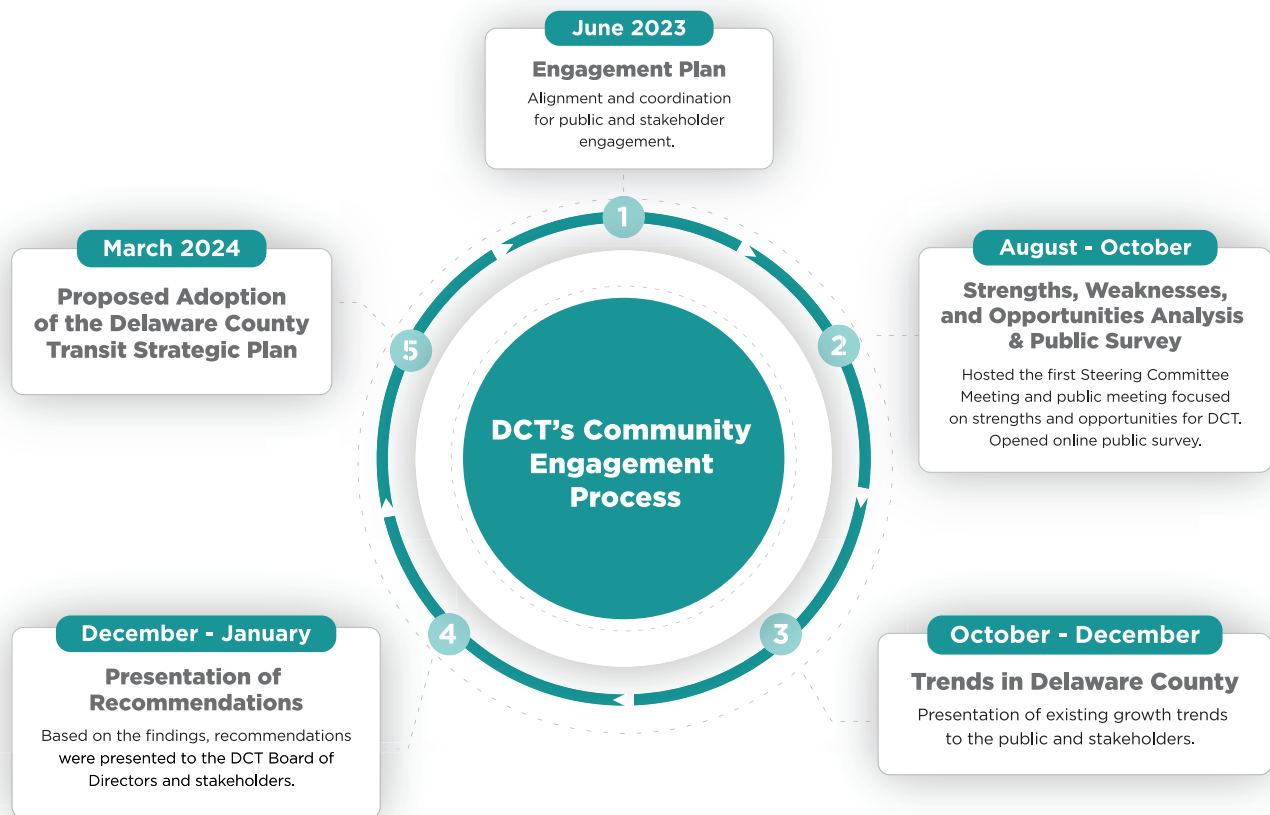 June 2023
Engagement Plan
Alignment and coordination
for public and stakeholder
engagement.
1
August - October
Strengths, Weaknesses,
and Opportunities Analysis
& Public Survey
Hosted the first Steering Committee
Meeting and public meeting focused
on strengths and opportunities for DCT.
Opened online public survey.
2
October - December
Trends in Delaware County
Presentation of existing growth trends
to the public and stakeholders.
3
December - January
Presentation of
Recommendations
Based on the findings, recommendations
were presented to the DCT Board of
Directors and stakeholders.
4
March 2024
Proposed Adoption
of the Delaware County
Transit Strategic Plan
5
DCT's Community
Engagement
Process